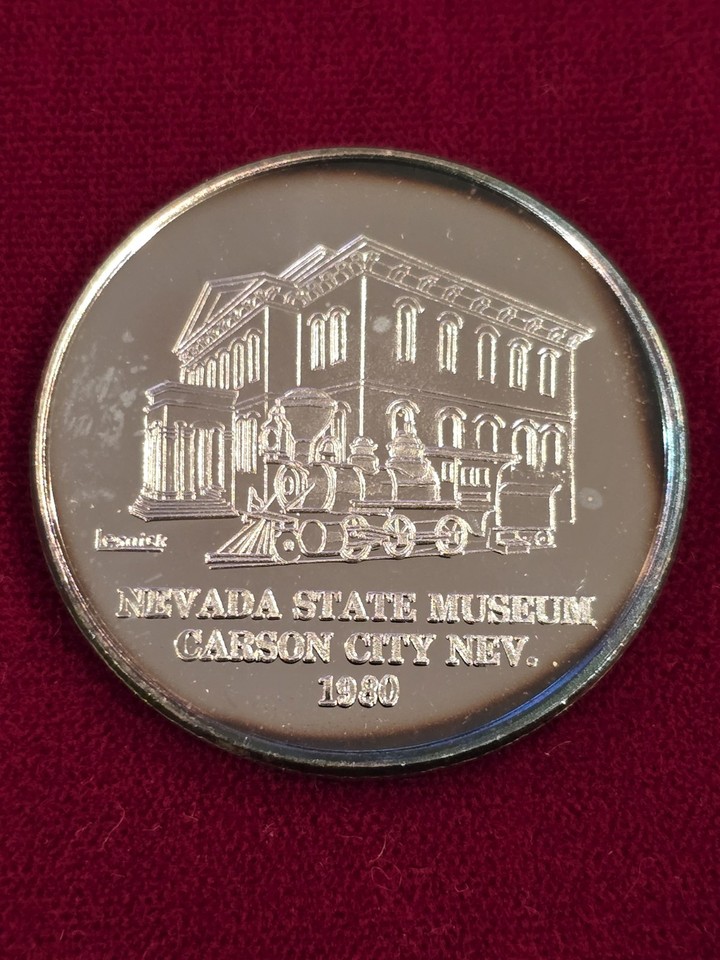 Lesnick
NEVADA STATE MUSEUM
CARSON CITY NEV.
1980